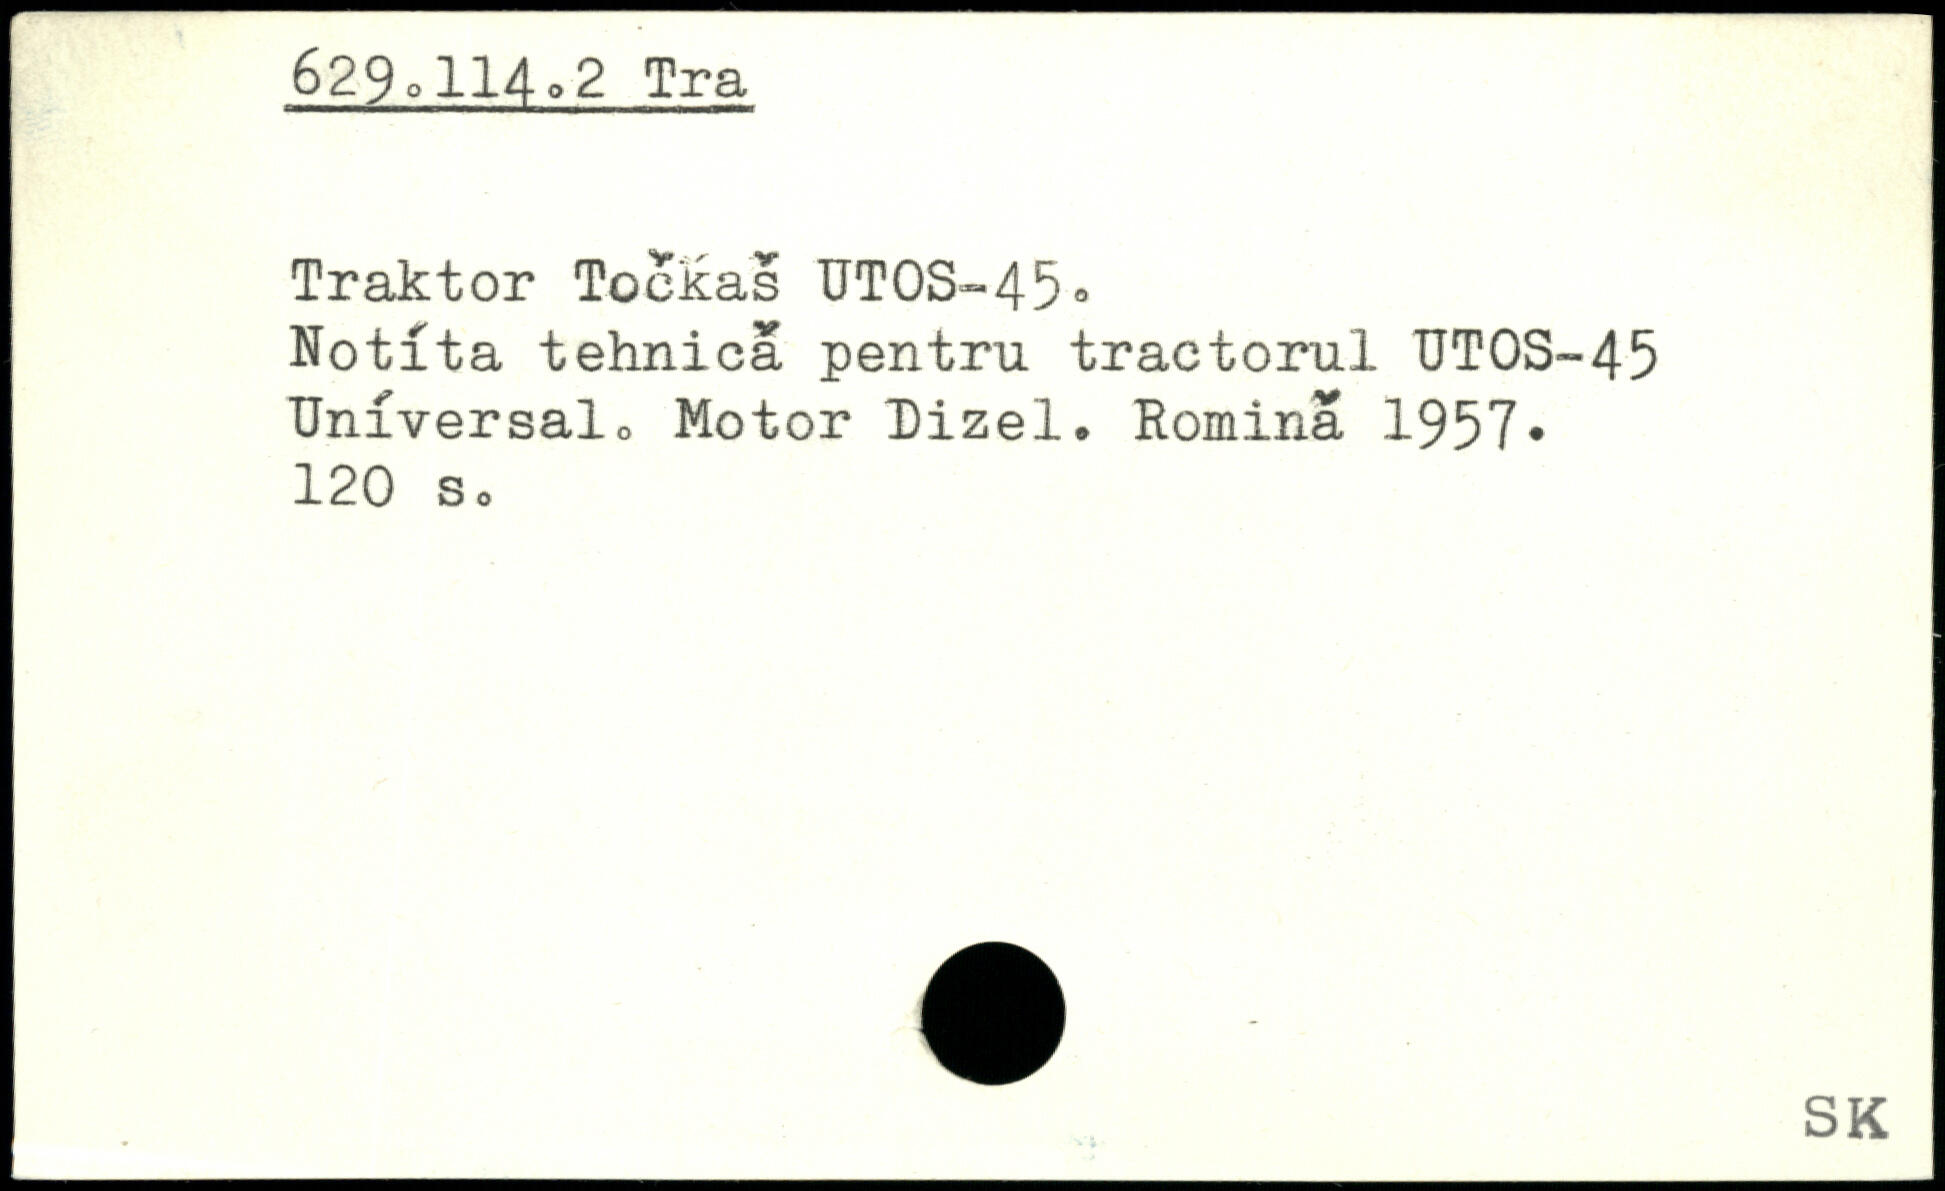 629.114.2 Tra
Traktor Točkaš UTOS-45.
Notíta tehnică pentru tractorul UTOS-45
Uníversal. Motor Dizel. Romină 1957.
120 s.
SK